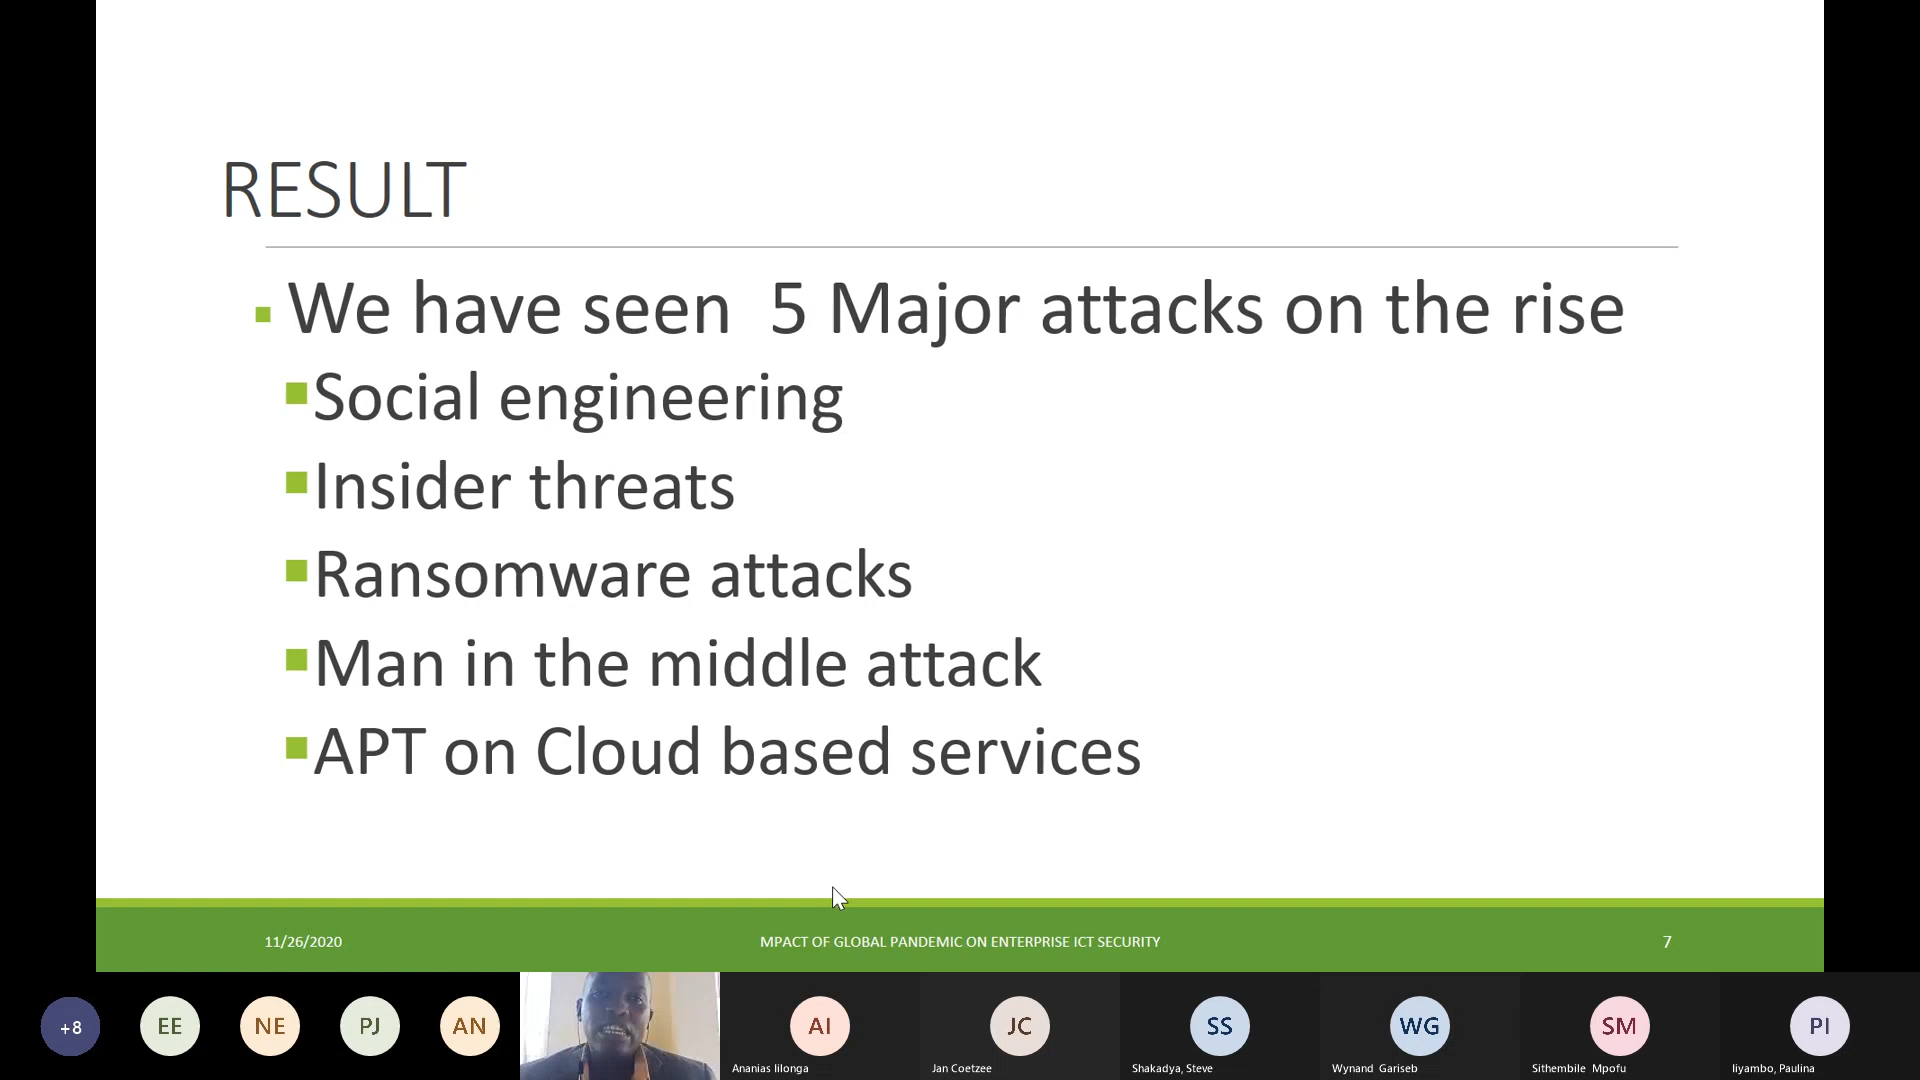 RESULT
We have seen  5 Major attacks on the rise
Social engineering
Insider threats
Ransomware attacks
Man in the middle attack
APT on Cloud based services
11/26/2020
MPACT OF GLOBAL PANDEMIC ON ENTERPRISE ICT SECURITY
7
+8
EE
NE
PJ
AN
AI
JC
SS
WG
SM
PI
Ananias Iilonga
Jan Coetzee
Shakadya, Steve
Wynand Gariseb
Sithembile Mpofu
Iiyambo, Paulina